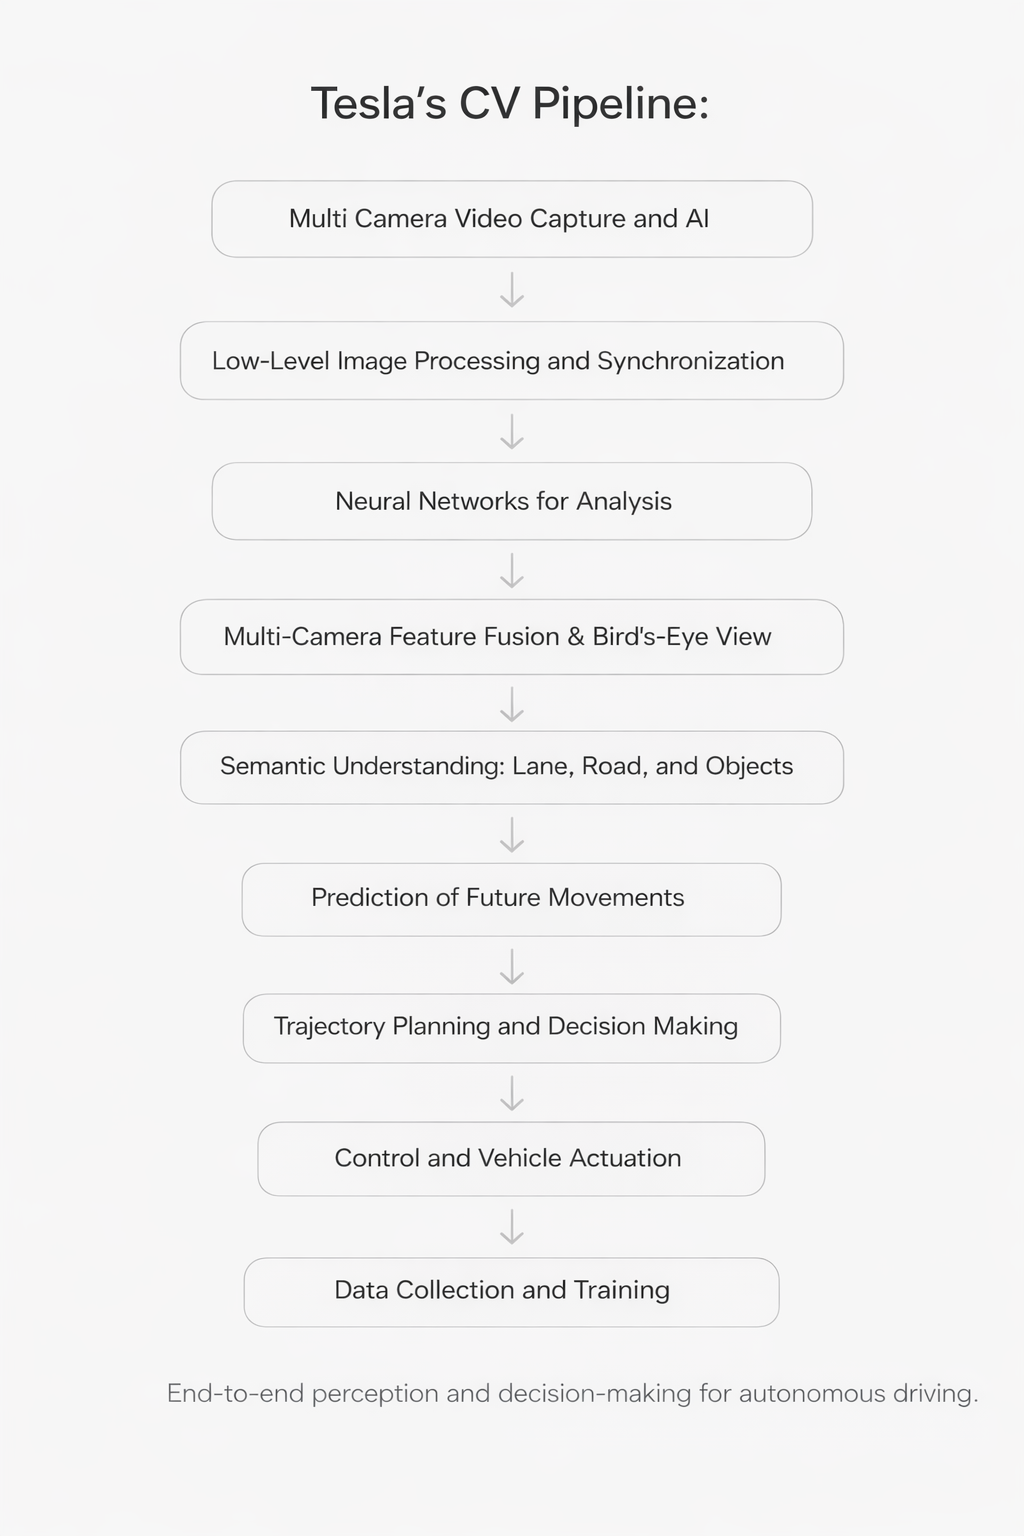 Tesla’s CV Pipeline:
Multi Camera Video Capture and AI
Low-Level Image Processing and Synchronization
Neural Networks for Analysis
Multi-Camera Feature Fusion & Bird's-Eye View
Semantic Understanding: Lane, Road, and Objects
Prediction of Future Movements
Trajectory Planning and Decision Making
Control and Vehicle Actuation
Data Collection and Training
End-to-end perception and decision-making for autonomous driving.